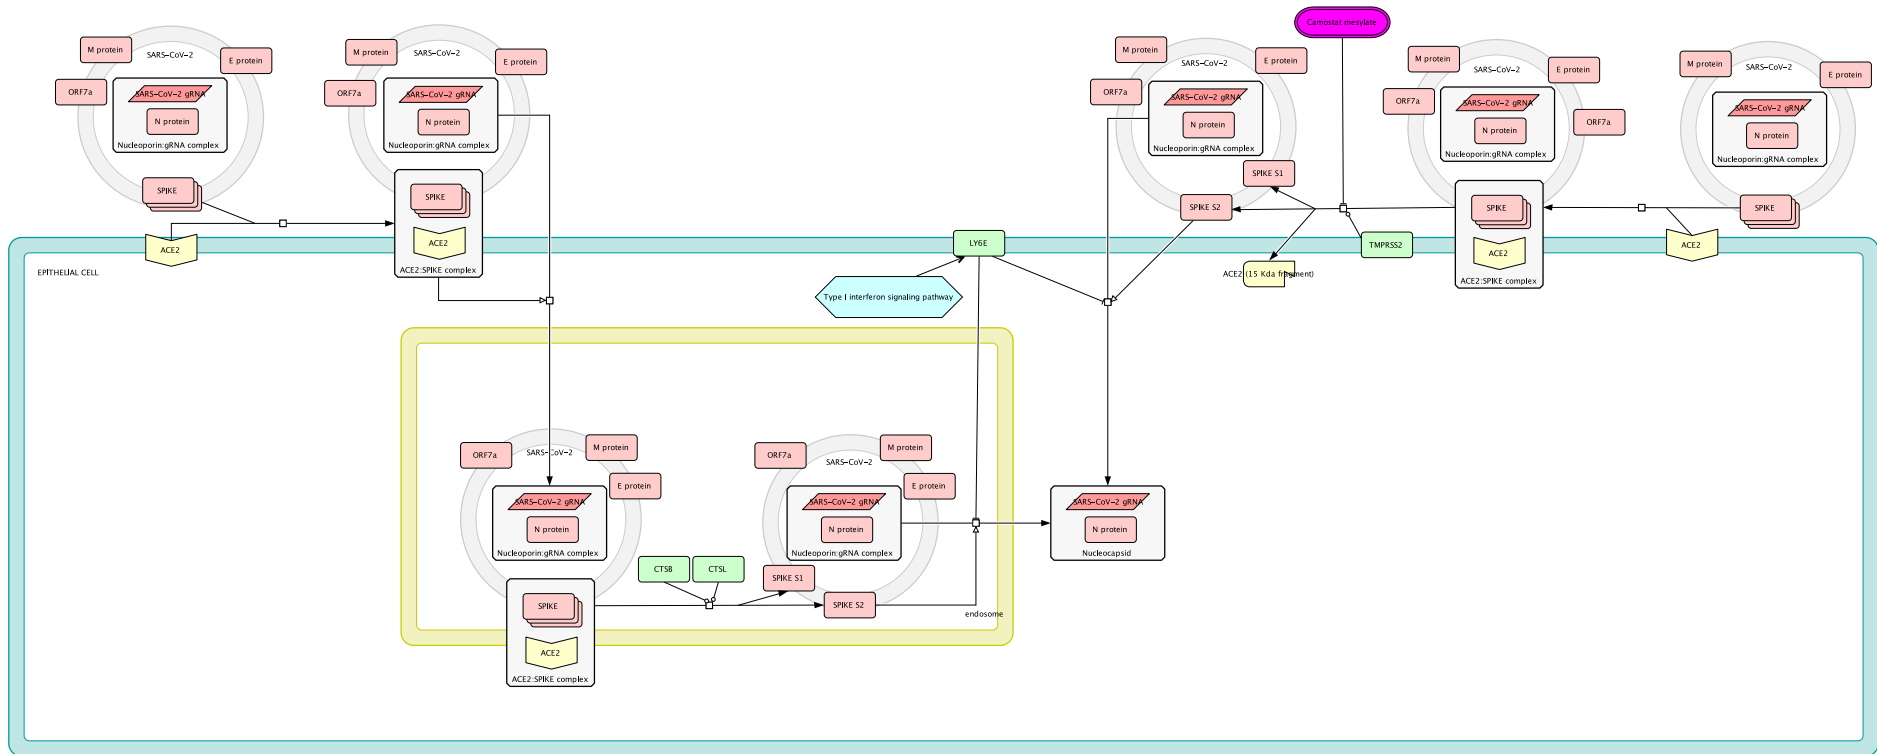 Camostat mesylate
M protein
SARS-CoV-2
E protein
ORF7a
SARS-CoV-2 gRNA
N protein
Nucleoporin:gRNA complex
SPIKE
ACE2
M protein
SARS-CoV-2
E protein
ORF7a
SARS-CoV-2 gRNA
N protein
Nucleoporin:gRNA complex
SPIKE
ACE2
ACE2:SPIKE complex
M protein
SARS-CoV-2
E protein
ORF7a
SARS-CoV-2 gRNA
N protein
Nucleoporin:gRNA complex
SPIKE S1
SPIKE S2
M protein
SARS-CoV-2
E protein
ORF7a
ORF7a
SARS-CoV-2 gRNA
N protein
Nucleoporin:gRNA complex
SPIKE
ACE2
ACE2:SPIKE complex
M protein
SARS-CoV-2
E protein
SARS-CoV-2 gRNA
N protein
Nucleoporin:gRNA complex
SPIKE
ACE2
LY6E
TMPRSS2
EPITHELIAL CELL
ACE2 (15 Kda fragment)
Type I interferon signaling pathway
ORF7a
SARS-CoV-2
M protein
E protein
SARS-CoV-2 gRNA
N protein
Nucleoporin:gRNA complex
SPIKE
ACE2
ACE2:SPIKE complex
CTSB
CTSL
ORF7a
SARS-CoV-2
M protein
E protein
SARS-CoV-2 gRNA
N protein
Nucleoporin:gRNA complex
SPIKE S1
SPIKE S2
endosome
SARS-CoV-2 gRNA
N protein
Nucleocapsid